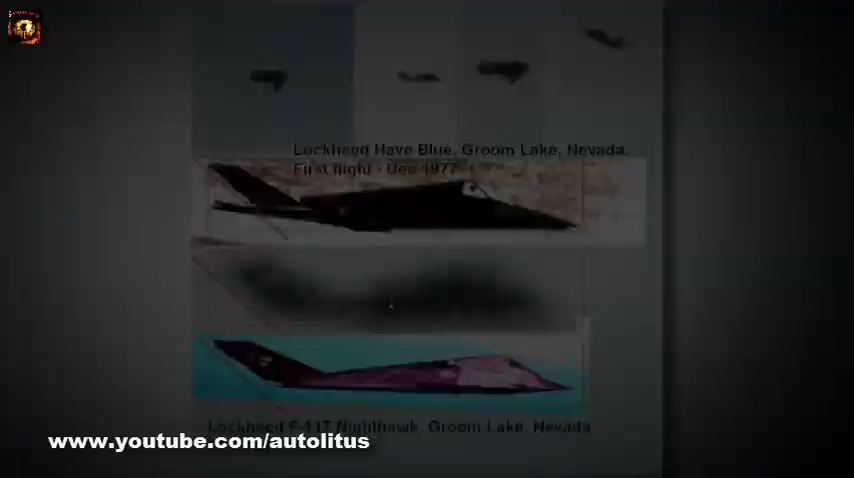 Lockheed Have Blue, Groom Lake, Nevada.
First flight - Dec 1977
Lockheed F-117 Nighthawk, Groom Lake, Nevada
www.youtube.com/autolitus